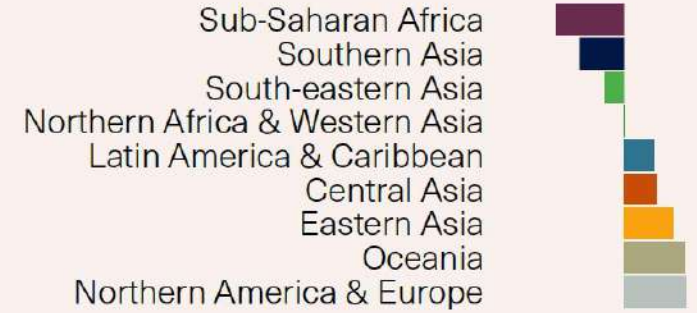 Sub-Saharan Africa
Southern Asia
South-eastern Asia
Northern Africa & Western Asia
Latin America & Caribbean
Central Asia
Eastern Asia
Oceania
Northern America & Europe